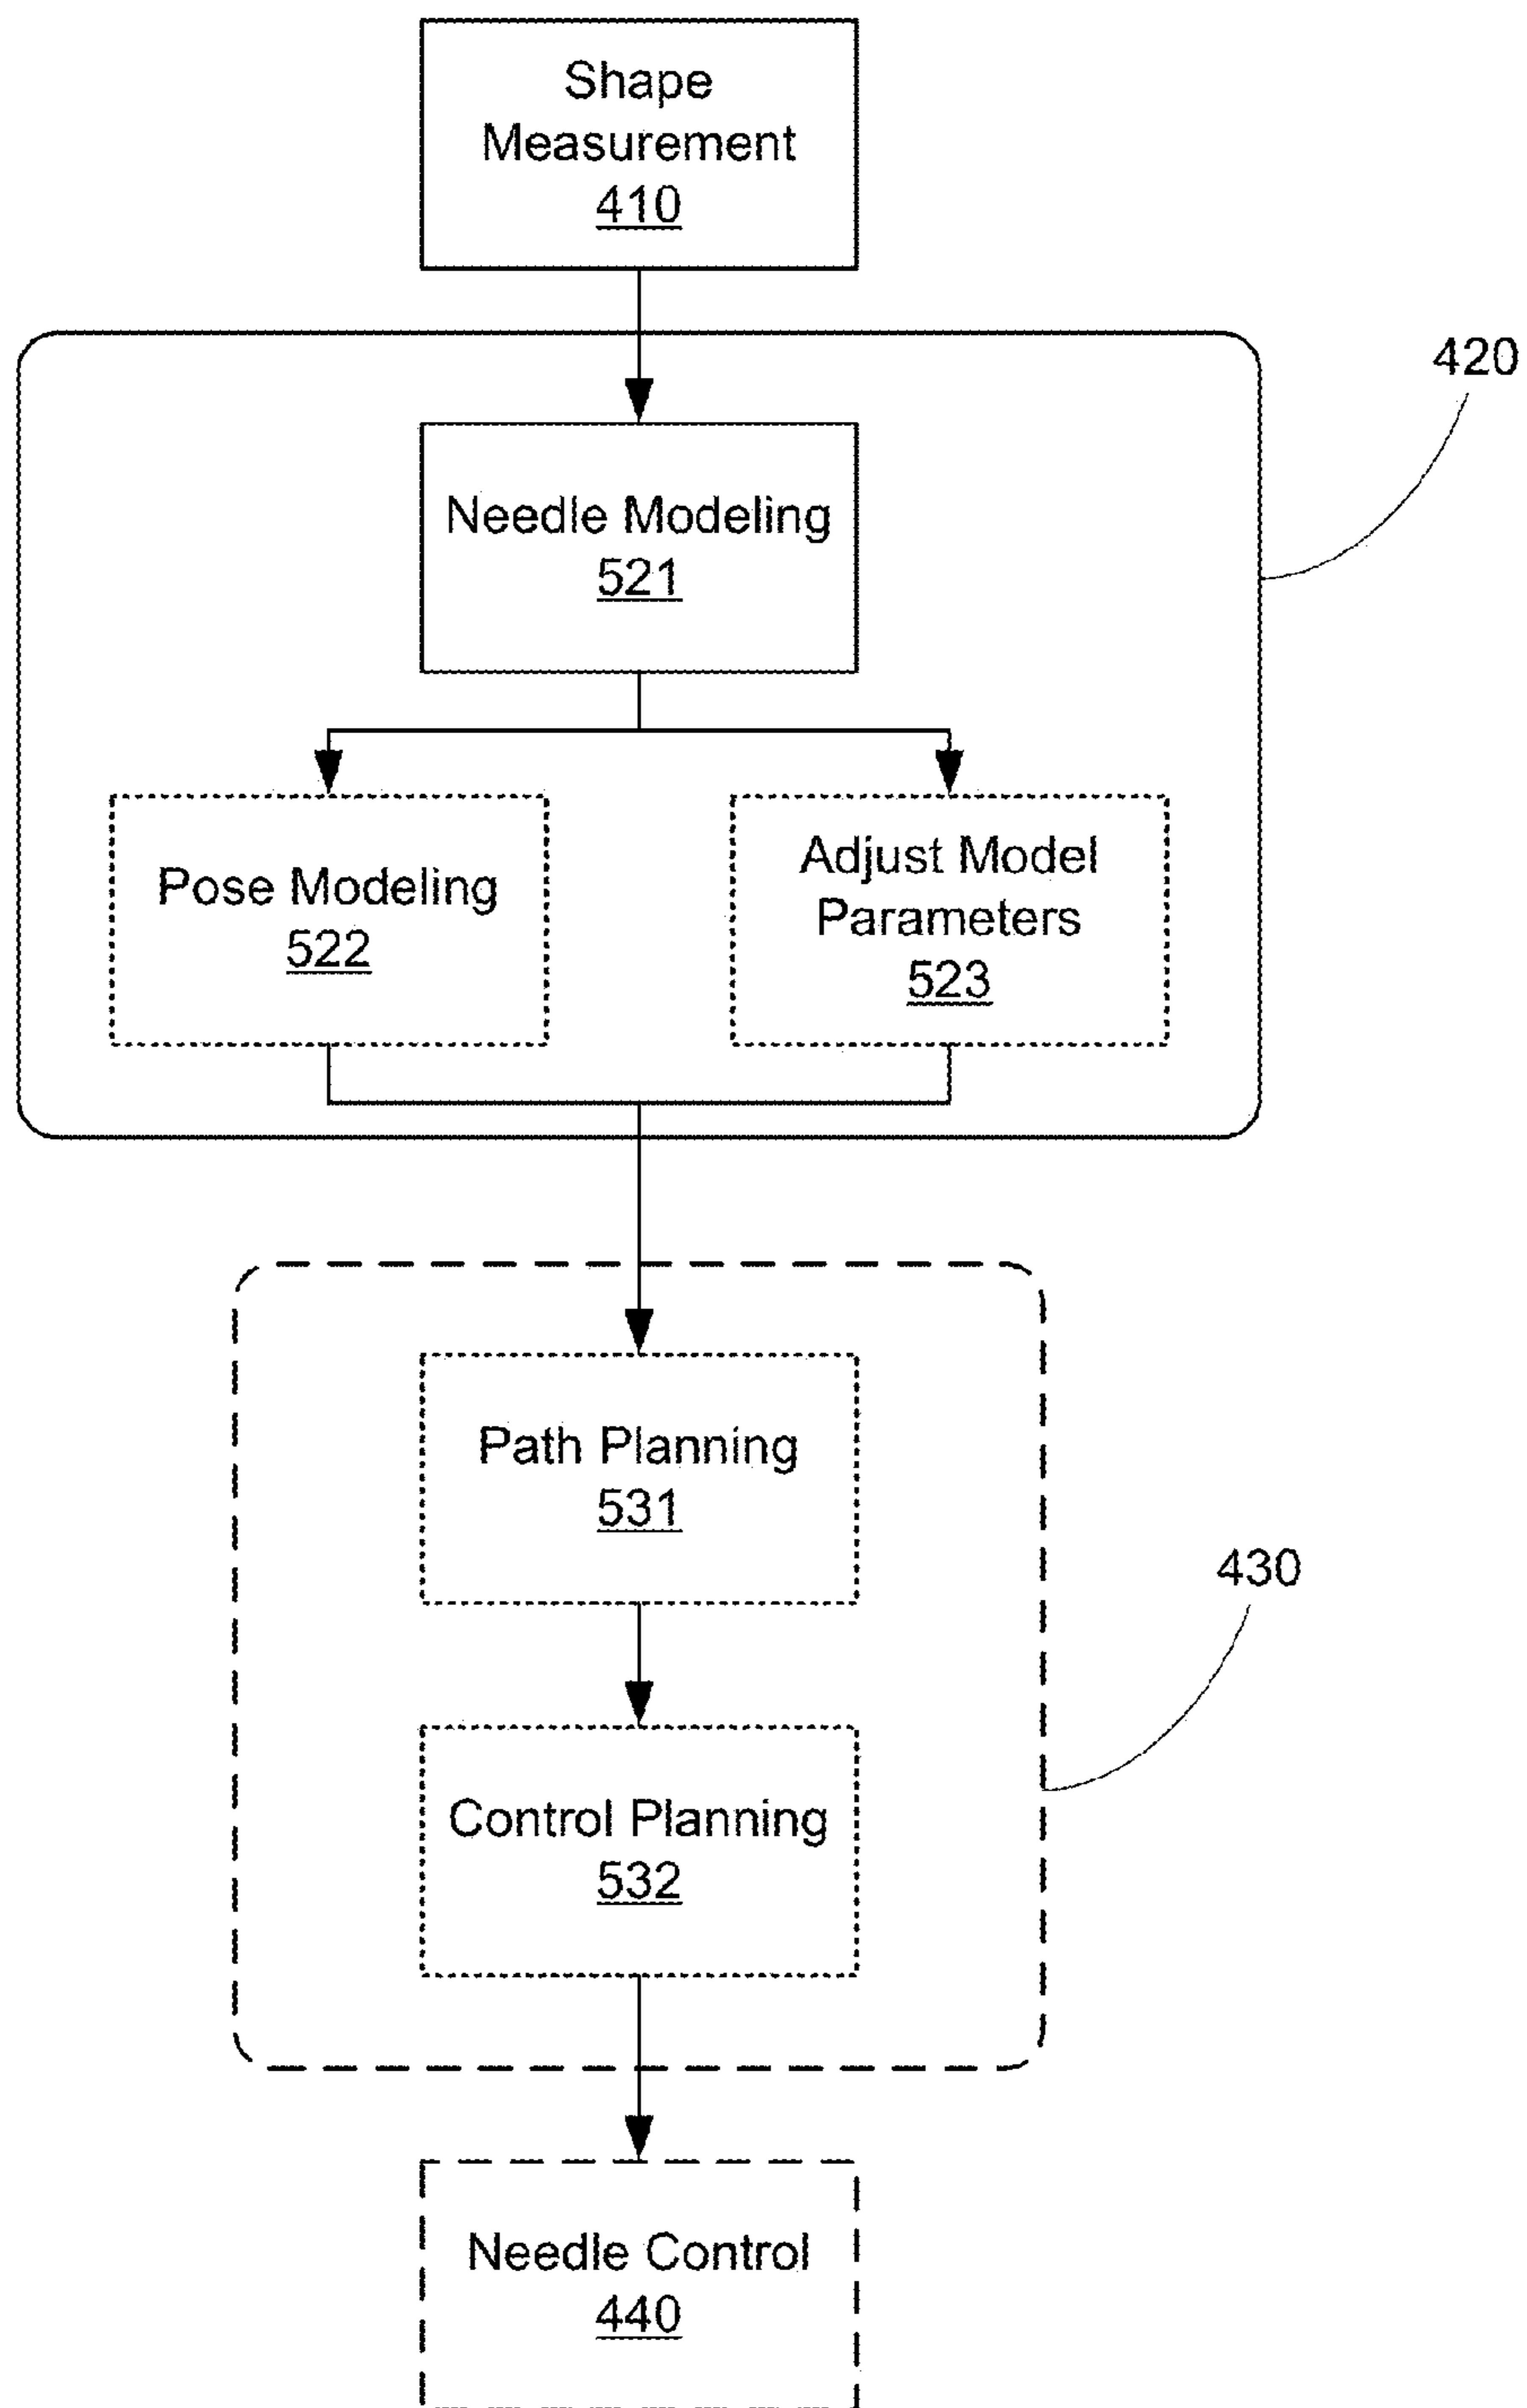 Shape
Measurement
410
420
Needle Modeling
521
Pose Modeling
522
Adjust Model
Parameters
523
Path Planning
531
430
Control Planning
532
Needle Control
440